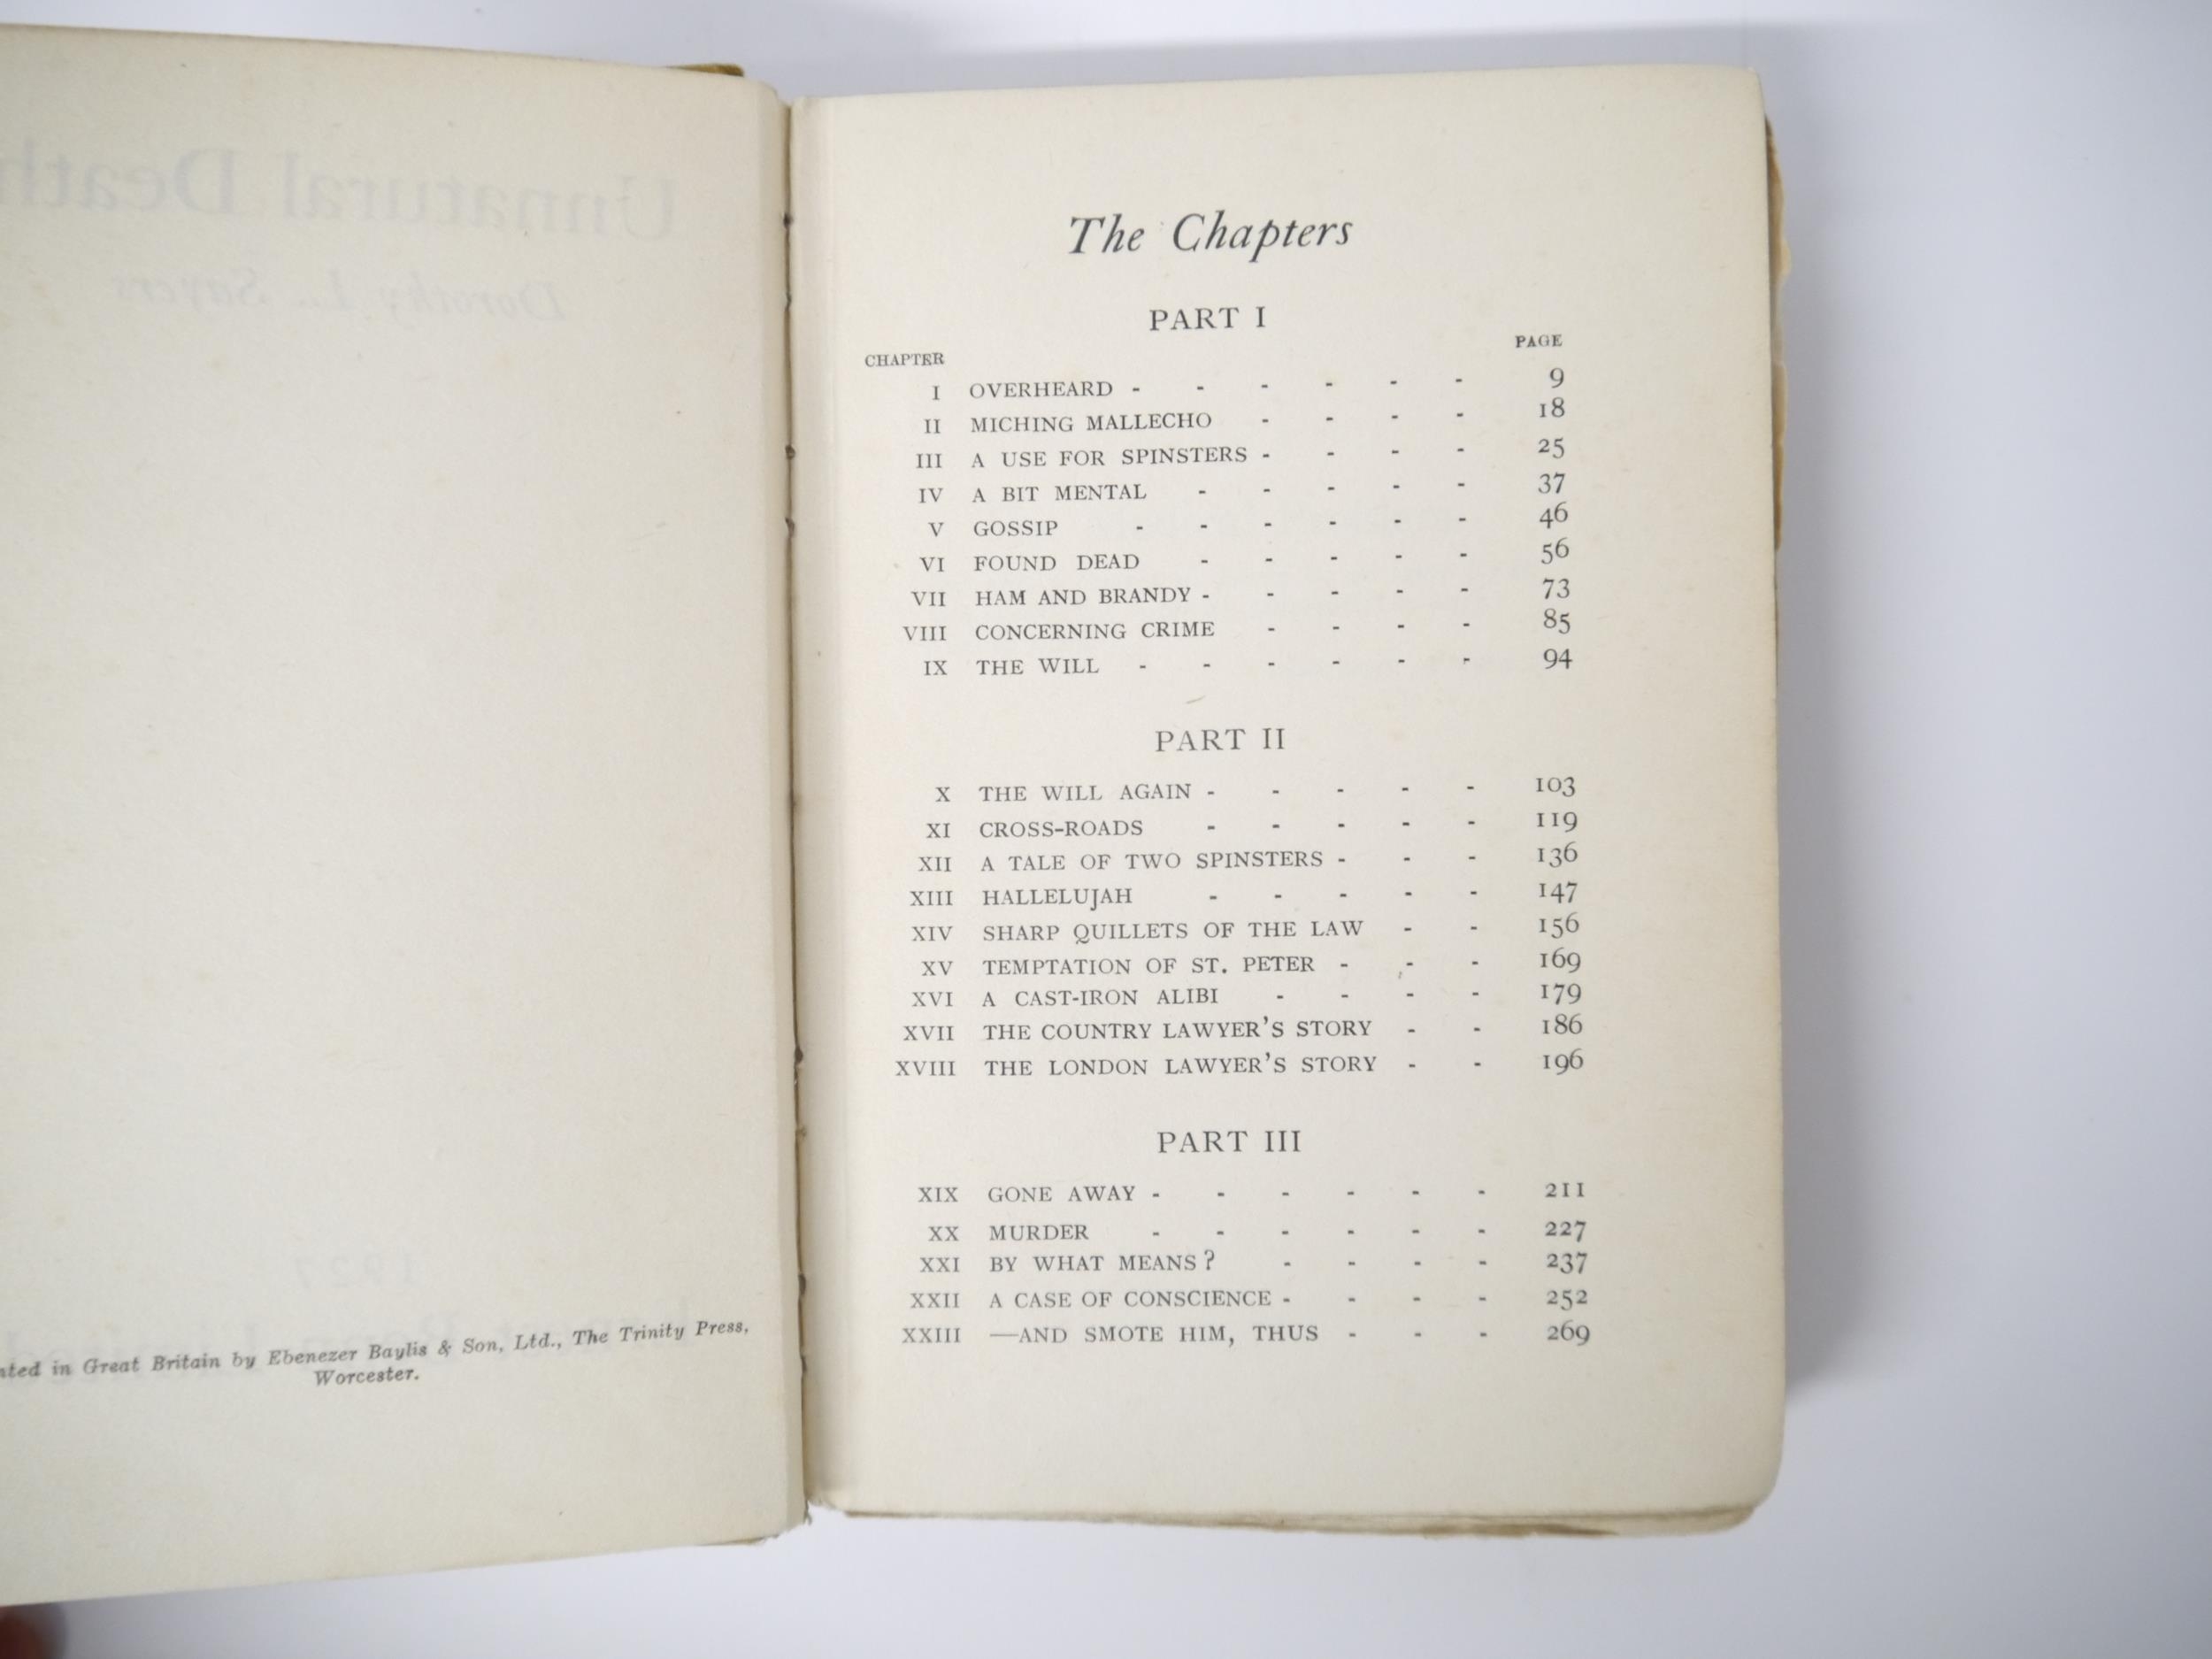 Unnatural Death
Dorothy L. Sayers
1927
nted in Great Britain by Ebenezer Baylis & Son, Ltd., The Trinity Press,
Worcester.
The Chapters
PART I
CHAPTER PAGE
I OVERHEARD - - - - - - 9
II MICHING MALLECHO - - - - 18
III A USE FOR SPINSTERS - - - - 25
IV A BIT MENTAL - - - - - 37
V GOSSIP - - - - - - 46
VI FOUND DEAD - - - - - 56
VII HAM AND BRANDY - - - - - 73
VIII CONCERNING CRIME - - - - 85
IX THE WILL - - - - - - 94
PART II
X THE WILL AGAIN - - - - - 103
XI CROSS-ROADS - - - - - 119
XII A TALE OF TWO SPINSTERS - - - 136
XIII HALLELUJAH - - - - - 147
XIV SHARP QUILLETS OF THE LAW - - 156
XV TEMPTATION OF ST. PETER - - - 169
XVI A CAST-IRON ALIBI - - - - 179
XVII THE COUNTRY LAWYER'S STORY - - 186
XVIII THE LONDON LAWYER'S STORY - - 196
PART III
XIX GONE AWAY - - - - - - 211
XX MURDER - - - - - - 227
XXI BY WHAT MEANS? - - - - 237
XXII A CASE OF CONSCIENCE - - - - 252
XXIII —AND SMOTE HIM, THUS - - - 269